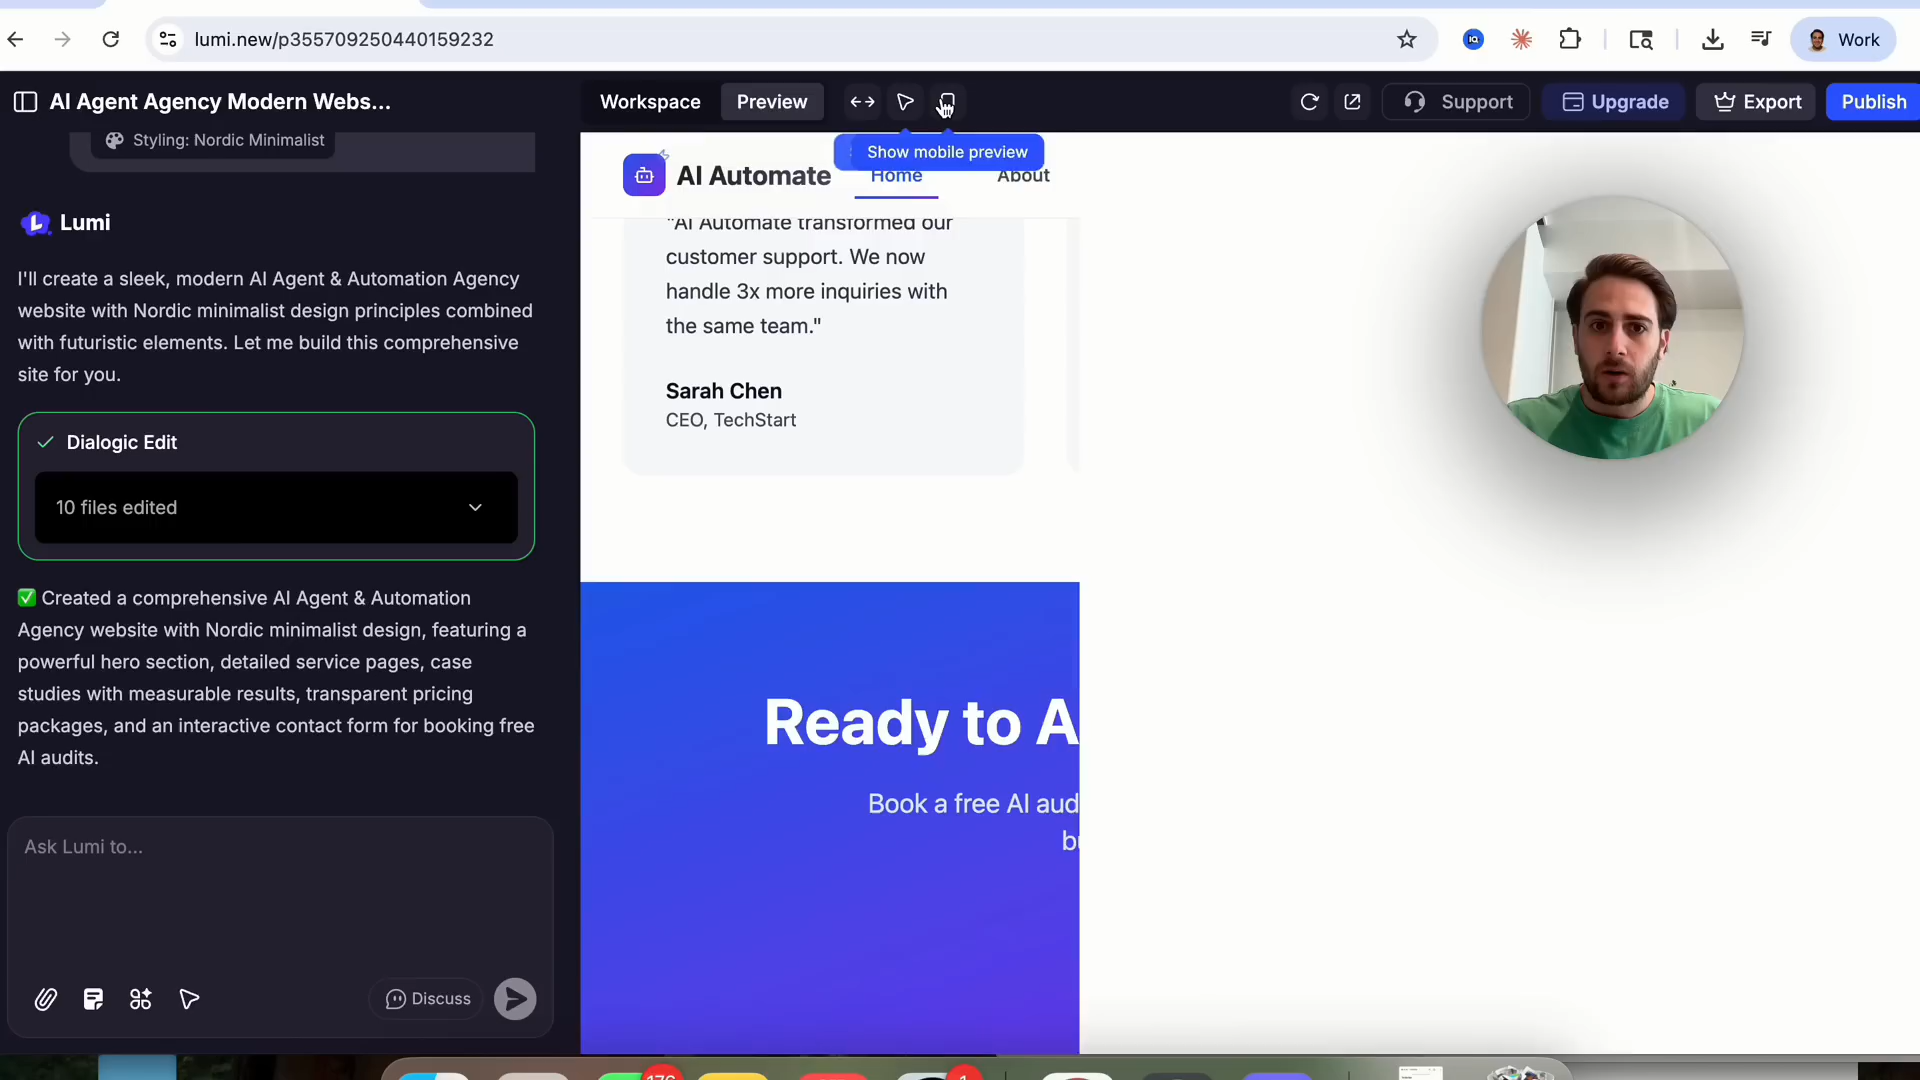 lumi.new/p355709250440159232
Work
AI Agent Agency Modern Webs...
Workspace
Preview
Support
Upgrade
Export
Publish
Show mobile preview
Styling: Nordic Minimalist
Lumi
I'll create a sleek, modern AI Agent & Automation Agency
website with Nordic minimalist design principles combined
with futuristic elements. Let me build this comprehensive
site for you.
Dialogic Edit
10 files edited
✅ Created a comprehensive AI Agent & Automation
Agency website with Nordic minimalist design, featuring a
powerful hero section, detailed service pages, case
studies with measurable results, transparent pricing
packages, and an interactive contact form for booking free
AI audits.
Ask Lumi to...
Discuss
AI Automate
Home
About
"AI Automate transformed our
customer support. We now
handle 3x more inquiries with
the same team."
Sarah Chen
CEO, TechStart
Ready to A
Book a free AI aud
bu